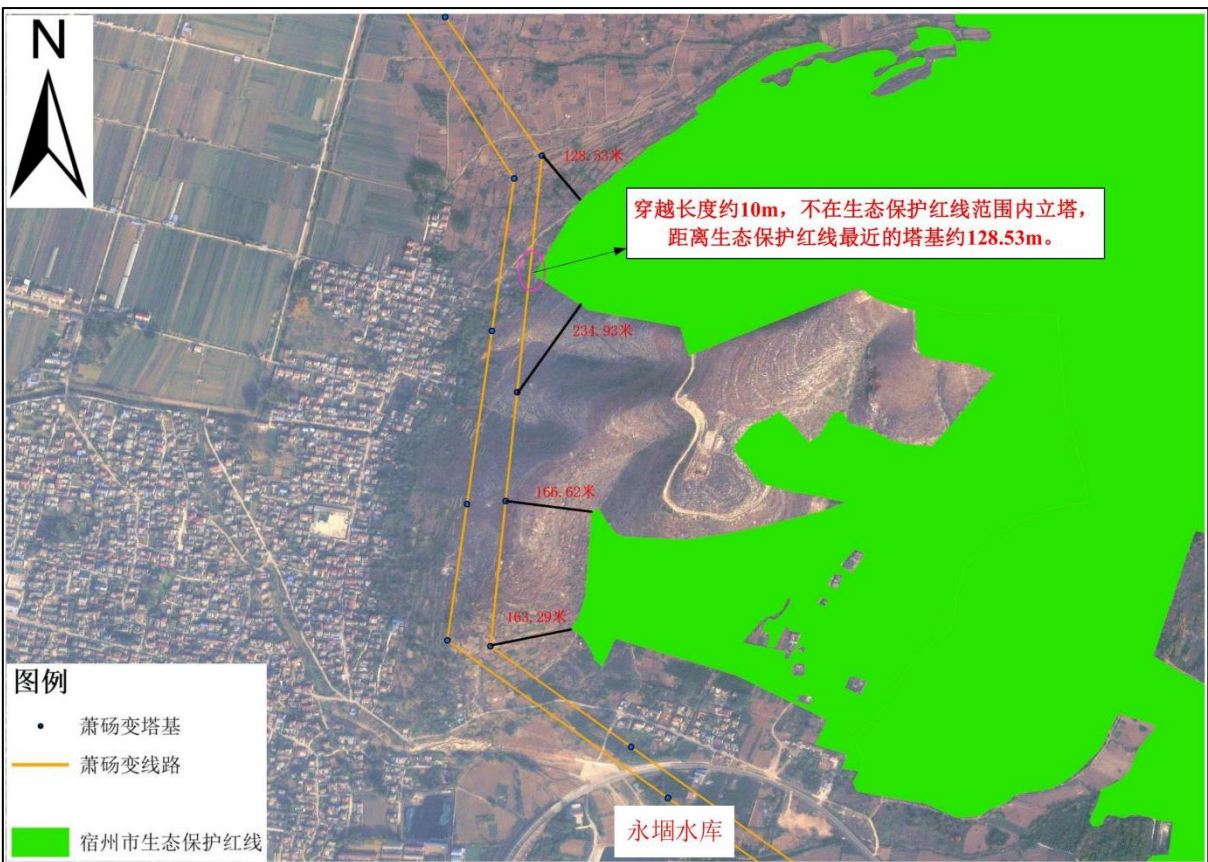 N
128.53米
穿越长度约10m，不在生态保护红线范围内立塔，
距离生态保护红线最近的塔基约128.53m。
234.93米
166.62米
163.29米
图例
萧砀变塔基
萧砀变线路
宿州市生态保护红线
永堌水库